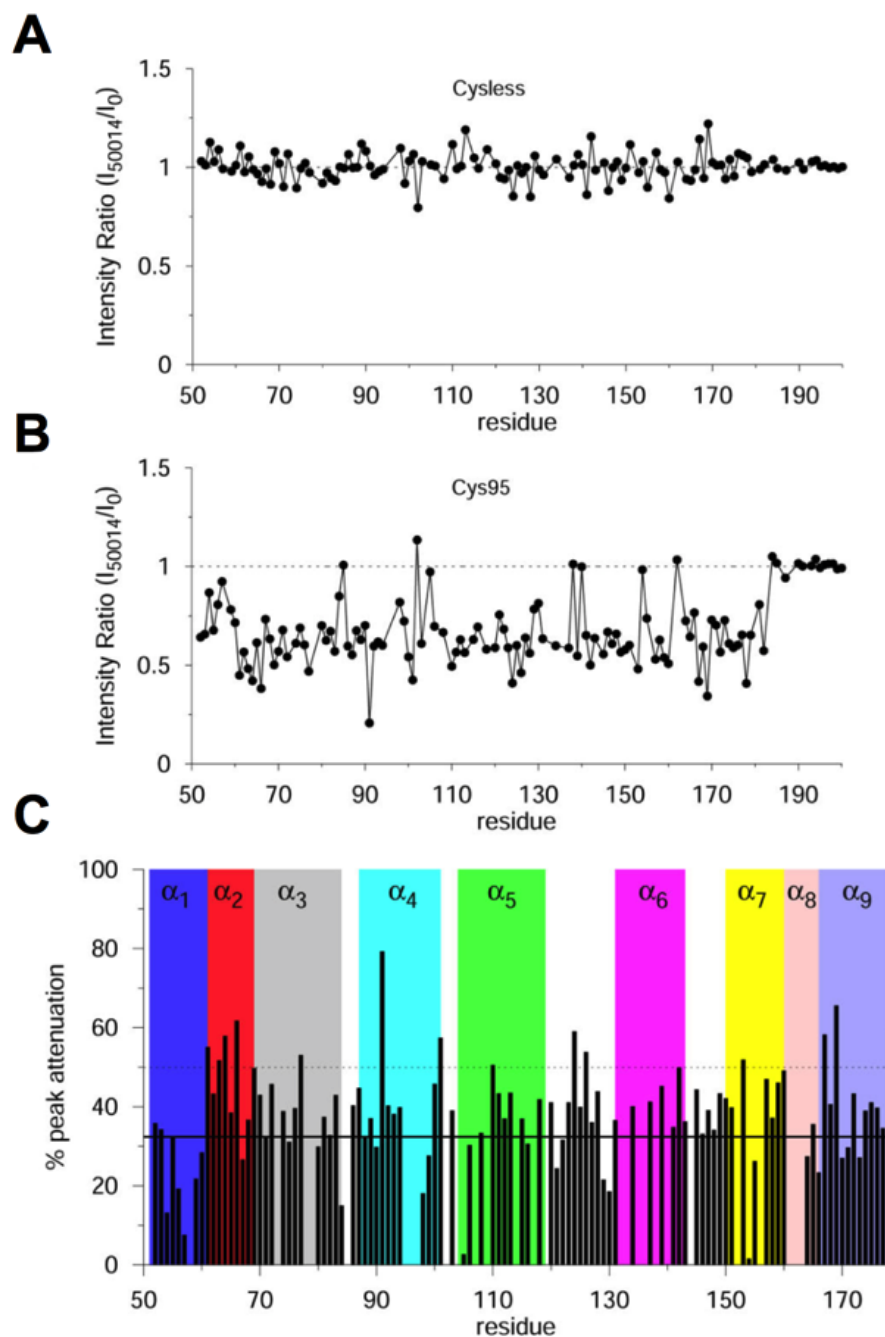 A
Intensity Ratio (I50014/I0)
1.5
1
0.5
0
Cysless
50 70 90 110 130 150 170 190
residue
B
Intensity Ratio (I50014/I0)
1.5
1
0.5
0
Cys95
50 70 90 110 130 150 170 190
residue
C
% peak attenuation
100
80
60
40
20
0
α1 α2 α3 α4 α5 α6 α7 α8 α9
50 70 90 110 130 150 170
residue